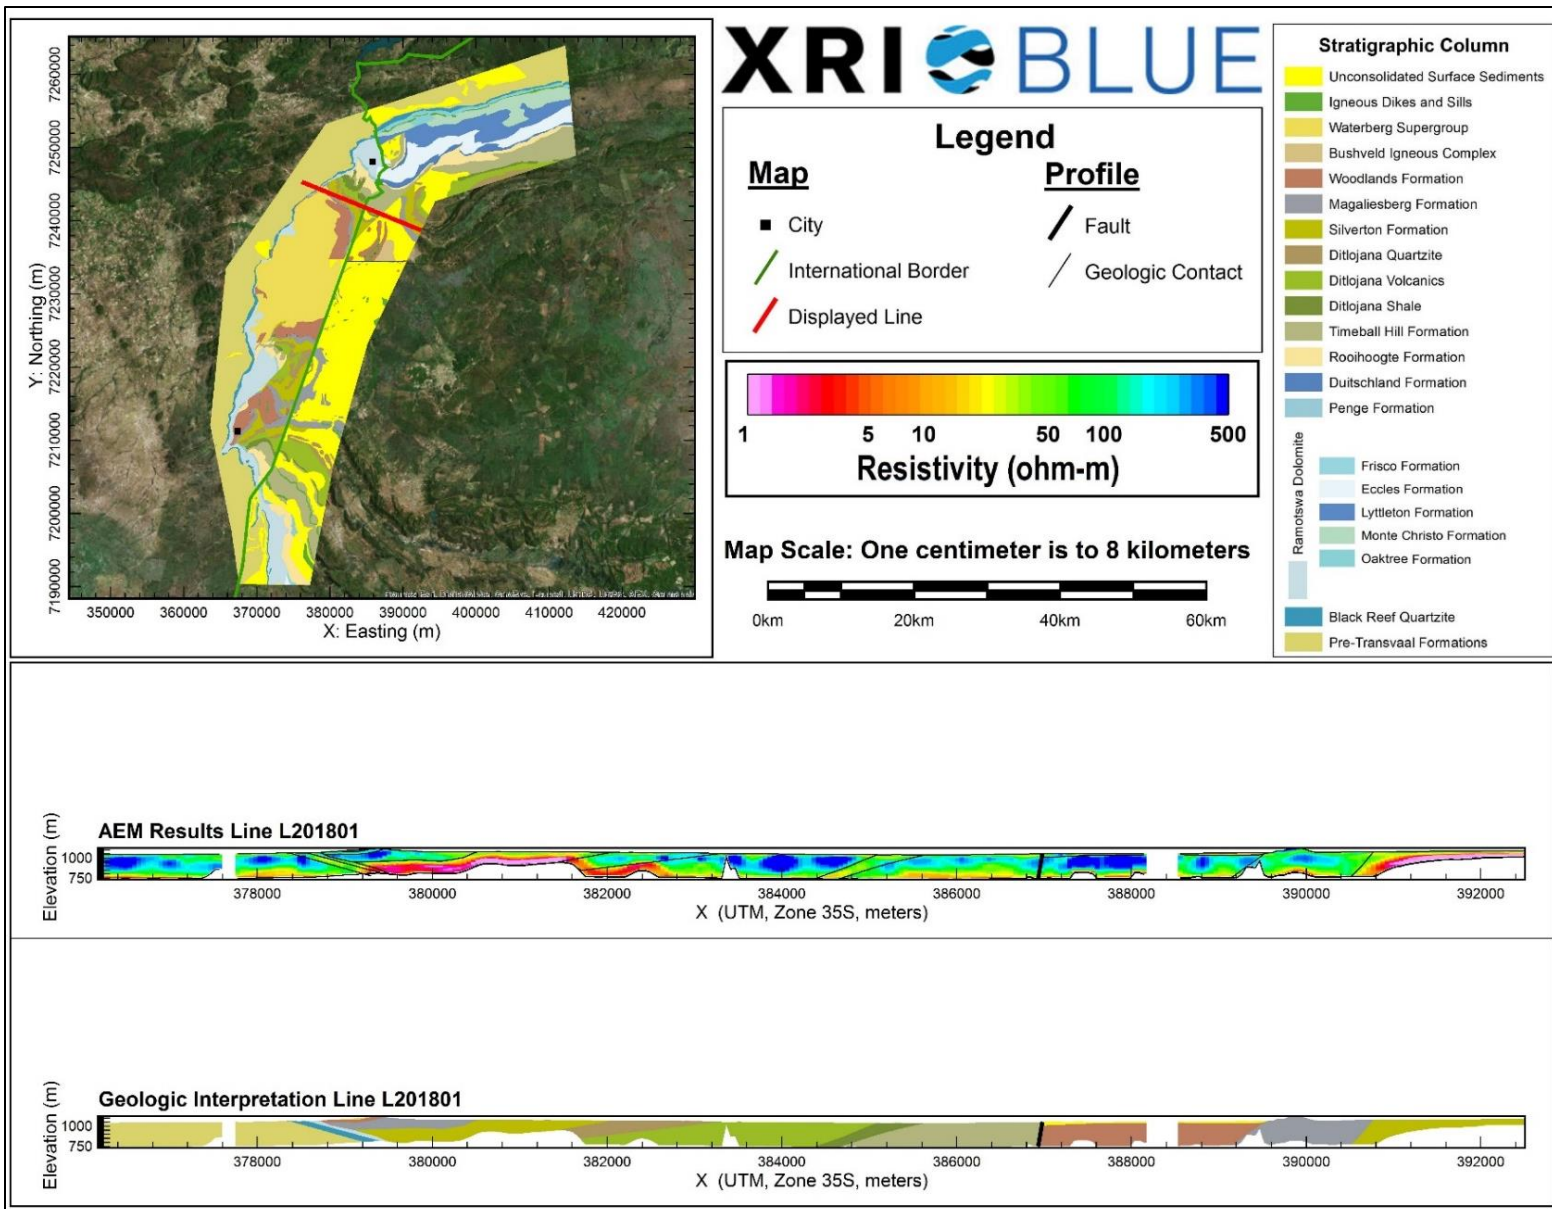 XRI BLUE
7260000
7250000
7240000
7230000
7220000
7210000
7200000
7190000
Y: Northing (m)
350000 360000 370000 380000 390000 400000 410000 420000
X: Easting (m)
Legend
Map
City
International Border
Displayed Line
Profile
Fault
Geologic Contact
1 5 10 50 100 500
Resistivity (ohm-m)
Map Scale: One centimeter is to 8 kilometers
0km 20km 40km 60km
Stratigraphic Column
Unconsolidated Surface Sediments
Igneous Dikes and Sills
Waterberg Supergroup
Bushveld Igneous Complex
Woodlands Formation
Magaliesberg Formation
Silverton Formation
Ditlojana Quartzite
Ditlojana Volcanics
Ditlojana Shale
Timeball Hill Formation
Rooihoogte Formation
Duitschland Formation
Penge Formation
Ramotswa Dolomite
Frisco Formation
Eccles Formation
Lyttleton Formation
Monte Christo Formation
Oaktree Formation
Black Reef Quartzite
Pre-Transvaal Formations
AEM Results Line L201801
Elevation (m)
1000
750
378000 380000 382000 384000 386000 388000 390000 392000
X (UTM, Zone 35S, meters)
Geologic Interpretation Line L201801
Elevation (m)
1000
750
378000 380000 382000 384000 386000 388000 390000 392000
X (UTM, Zone 35S, meters)